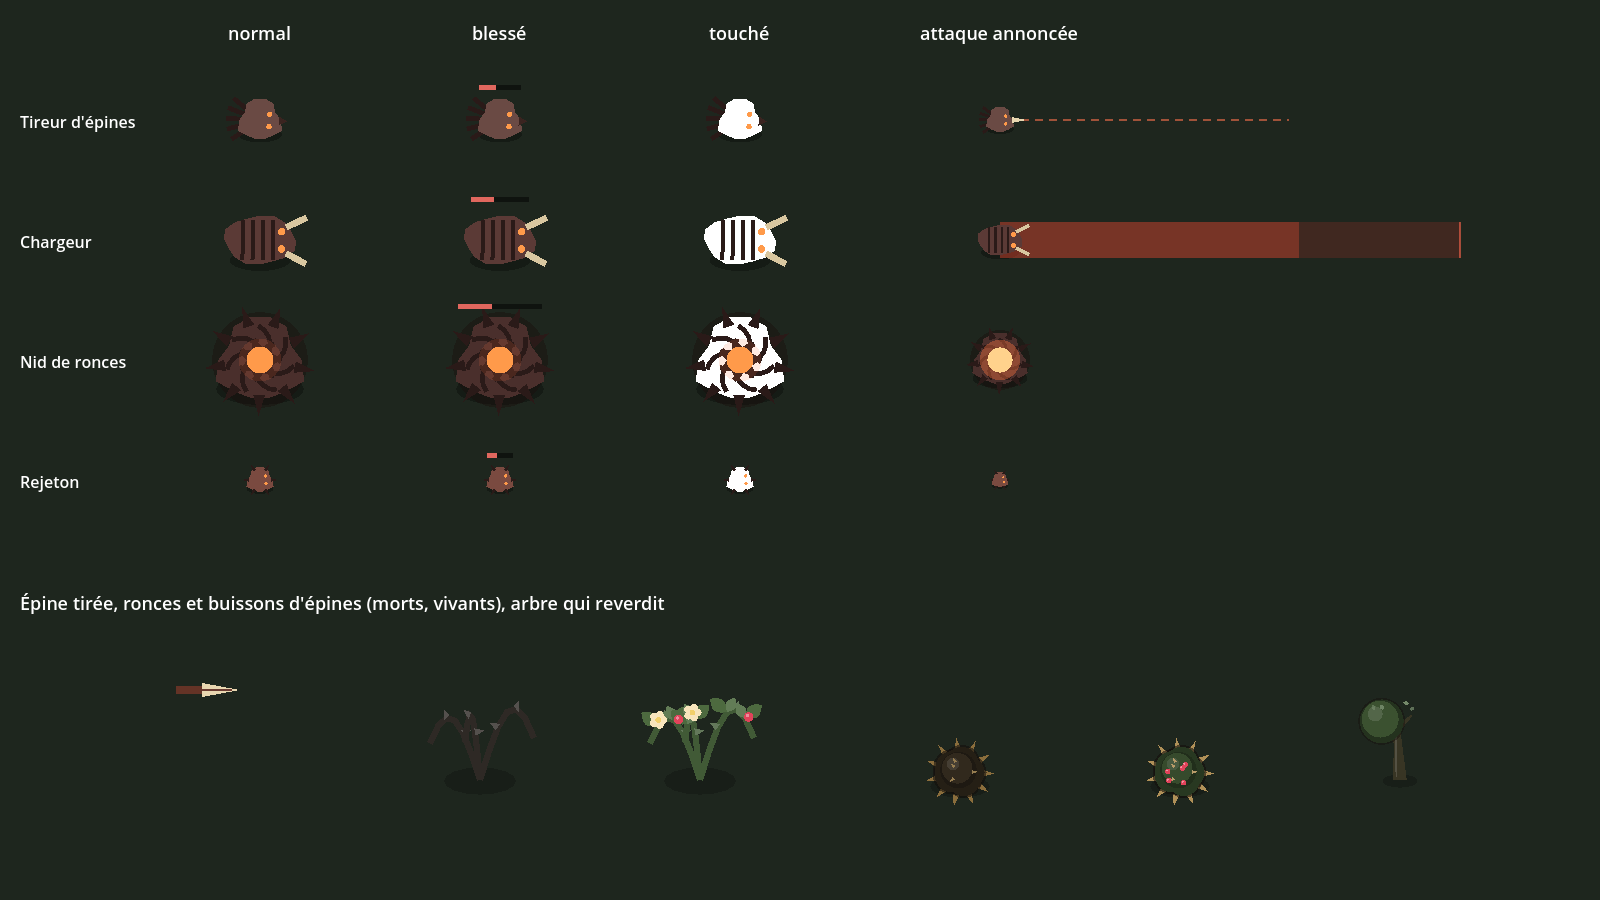 normal
blessé
touché
attaque annoncée
Tireur d'épines
Chargeur
Nid de ronces
Rejeton
Épine tirée, ronces et buissons d'épines (morts, vivants), arbre qui reverdit